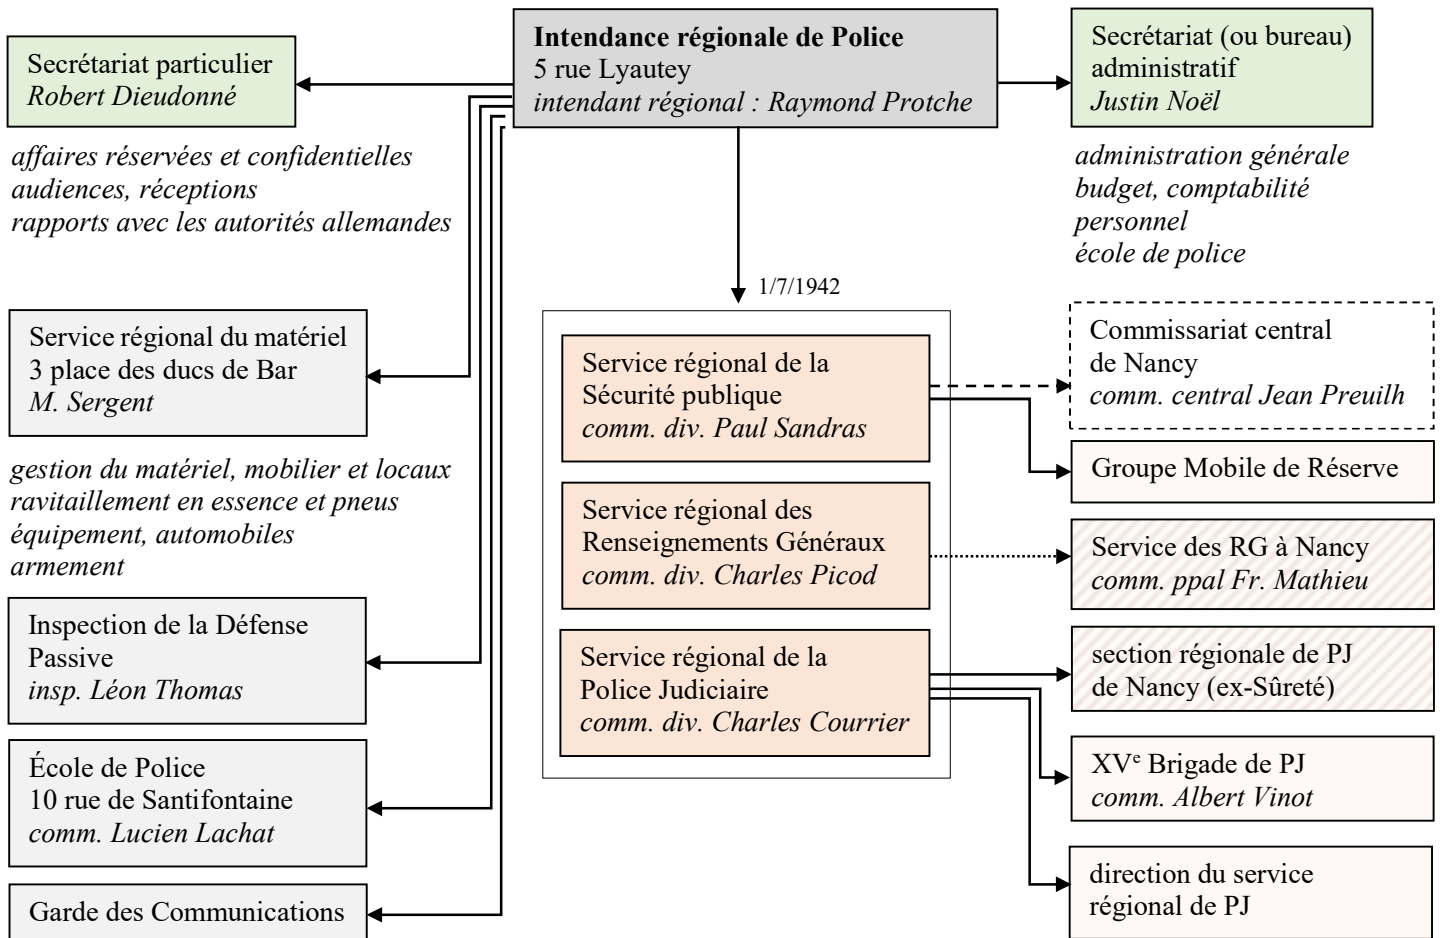 Intendance régionale de Police
5 rue Lyautey
intendant régional : Raymond Protche
Secrétariat particulier
Robert Dieudonné
affaires réservées et confidentielles
audiences, réceptions
rapports avec les autorités allemandes
Secrétariat (ou bureau)
administratif
Justin Noël
administration générale
budget, comptabilité
personnel
école de police
1/7/1942
Service régional du matériel
3 place des ducs de Bar
M. Sergent
gestion du matériel, mobilier et locaux
ravitaillement en essence et pneus
équipement, automobiles
armement
Inspection de la Défense
Passive
insp. Léon Thomas
École de Police
10 rue de Santifontaine
comm. Lucien Lachat
Garde des Communications
Service régional de la
Sécurité publique
comm. div. Paul Sandras
Service régional des
Renseignements Généraux
comm. div. Charles Picod
Service régional de la
Police Judiciaire
comm. div. Charles Courrier
Commissariat central
de Nancy
comm. central Jean Preuilh
Groupe Mobile de Réserve
Service des RG à Nancy
comm. ppal Fr. Mathieu
section régionale de PJ
de Nancy (ex-Sûreté)
XVe Brigade de PJ
comm. Albert Vinot
direction du service
régional de PJ